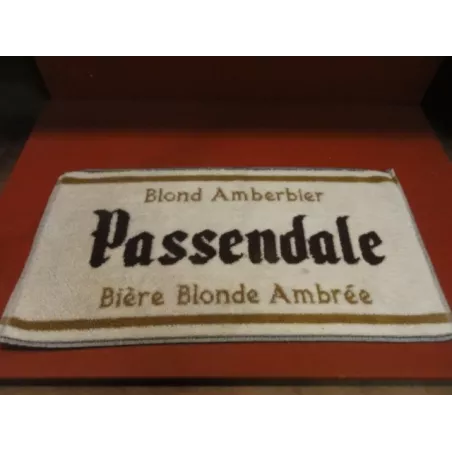 Blond Amberbier
Passendale
Bière Blonde Ambrée